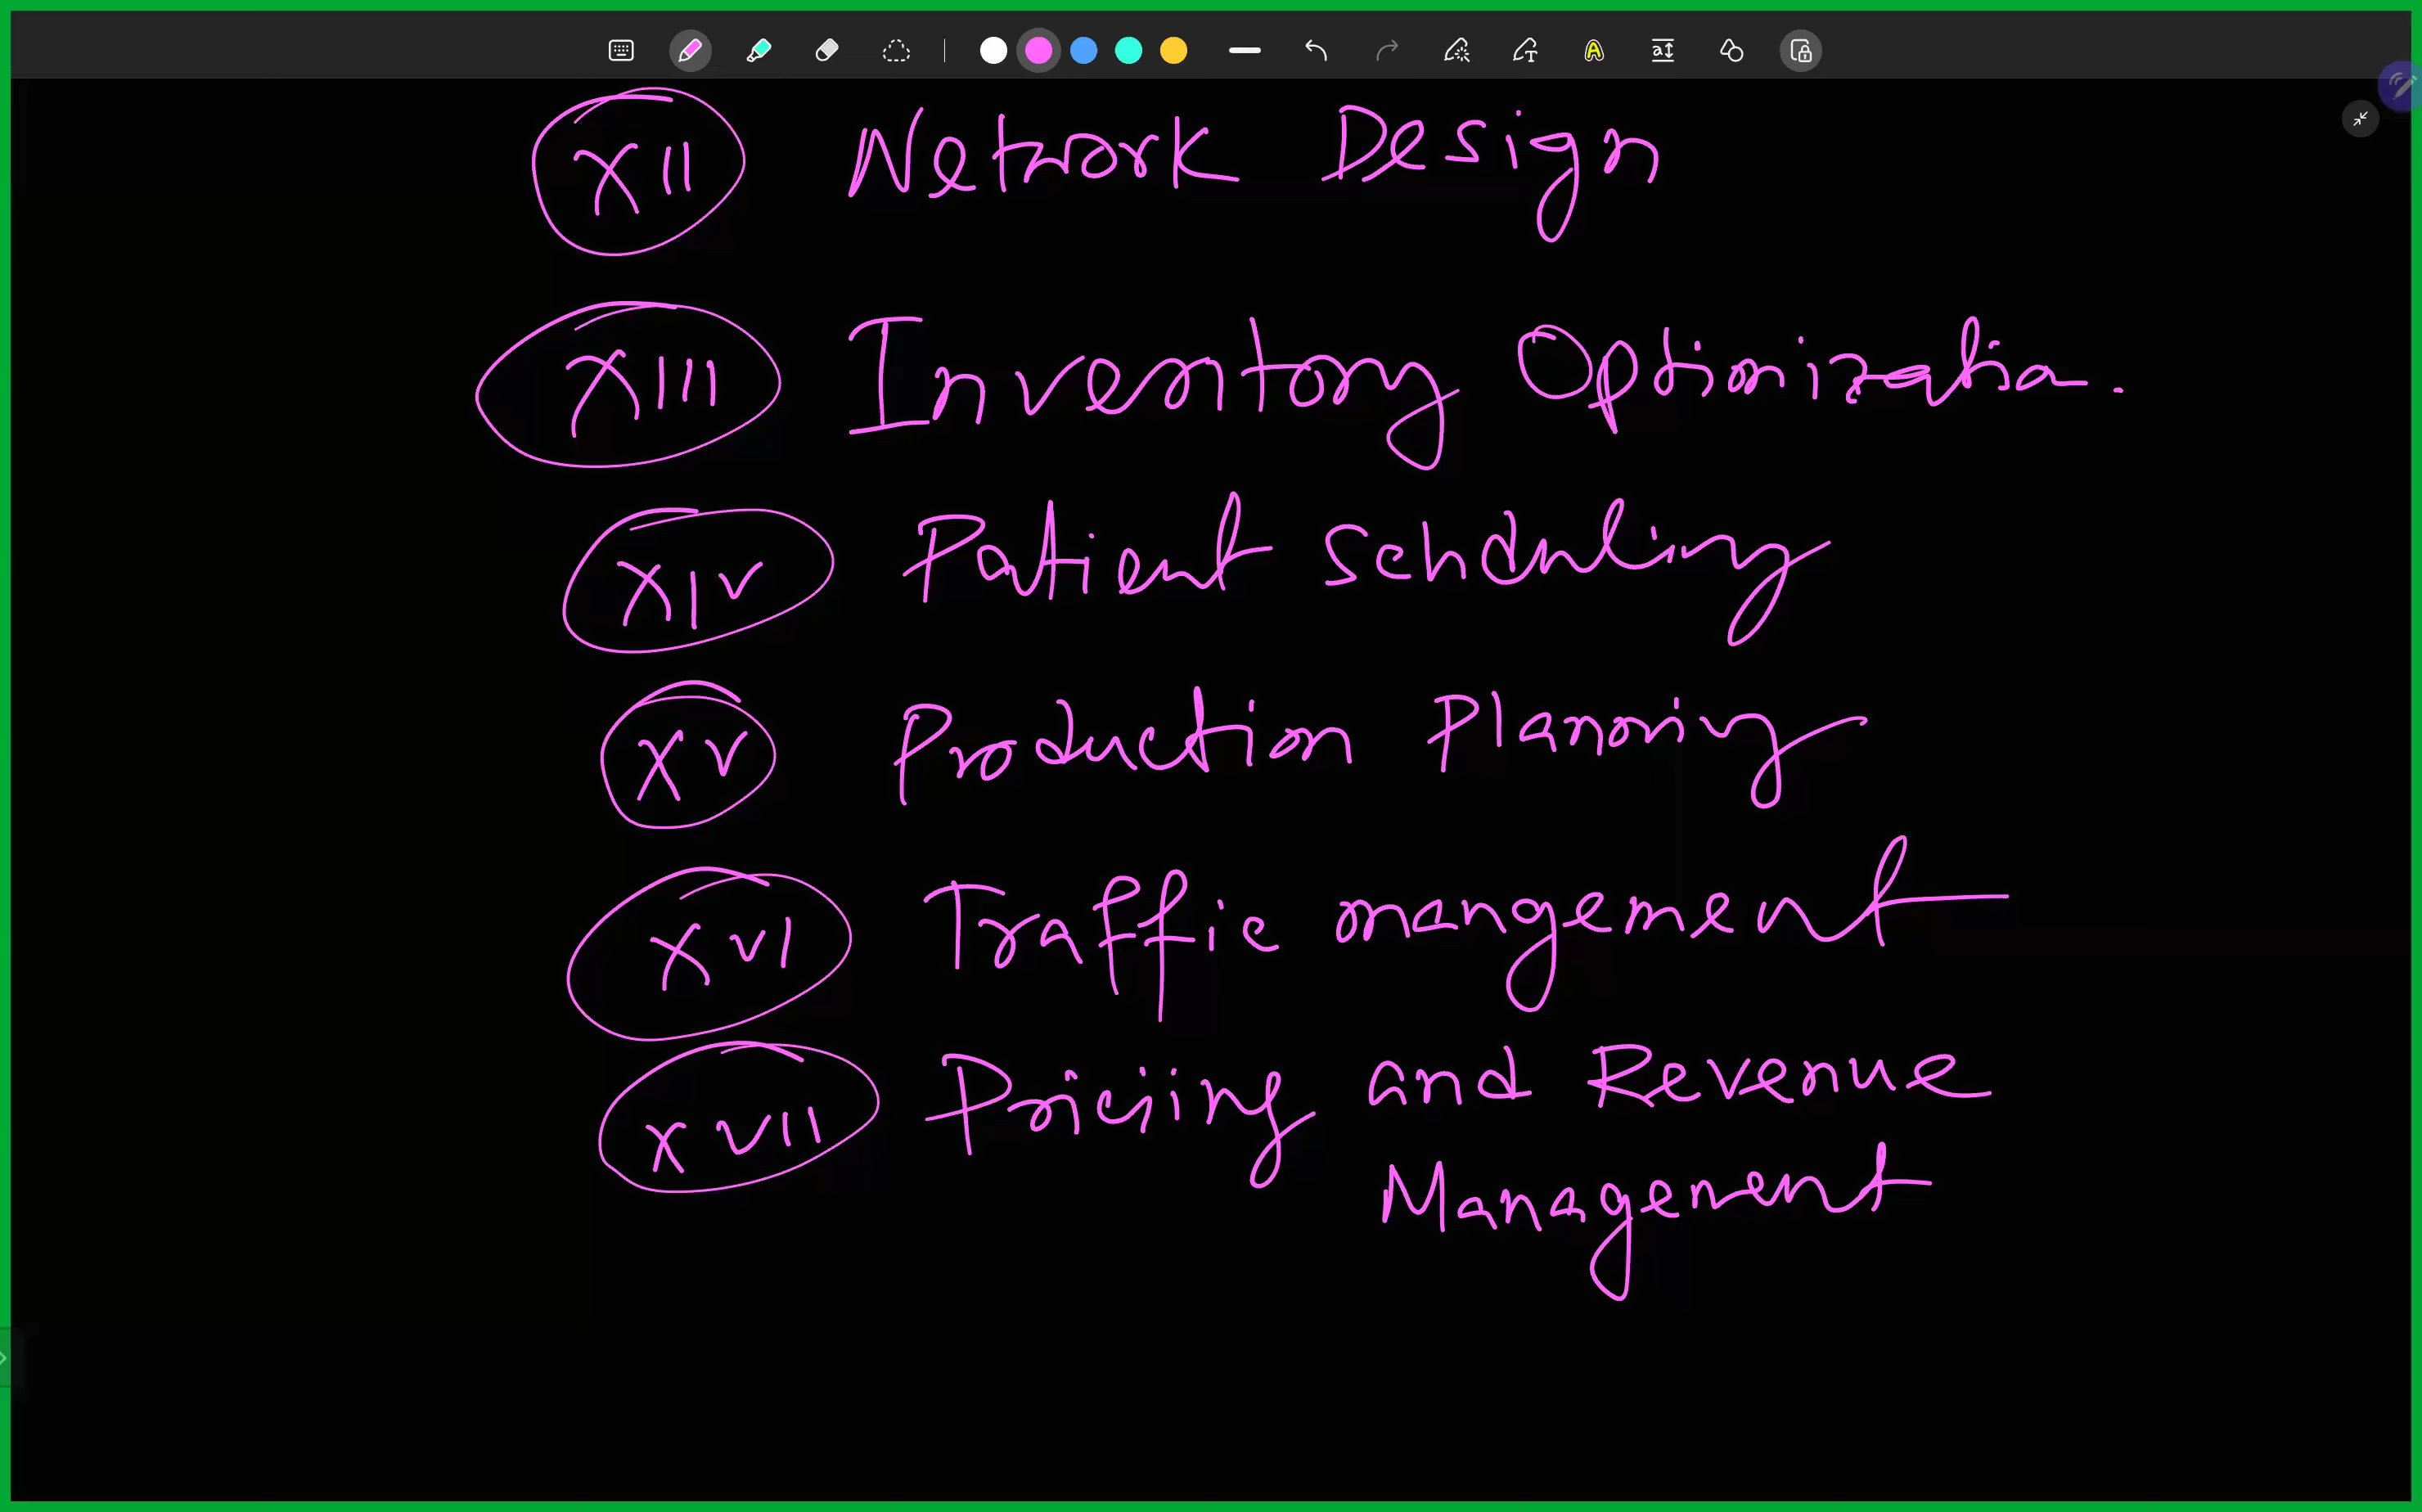 XII Network Design
XIII Inventory Optimization.
XIV Patient Scheduling
XV Production Planning
XVI Traffic mangement
XVII Priciing and Revenue
Management